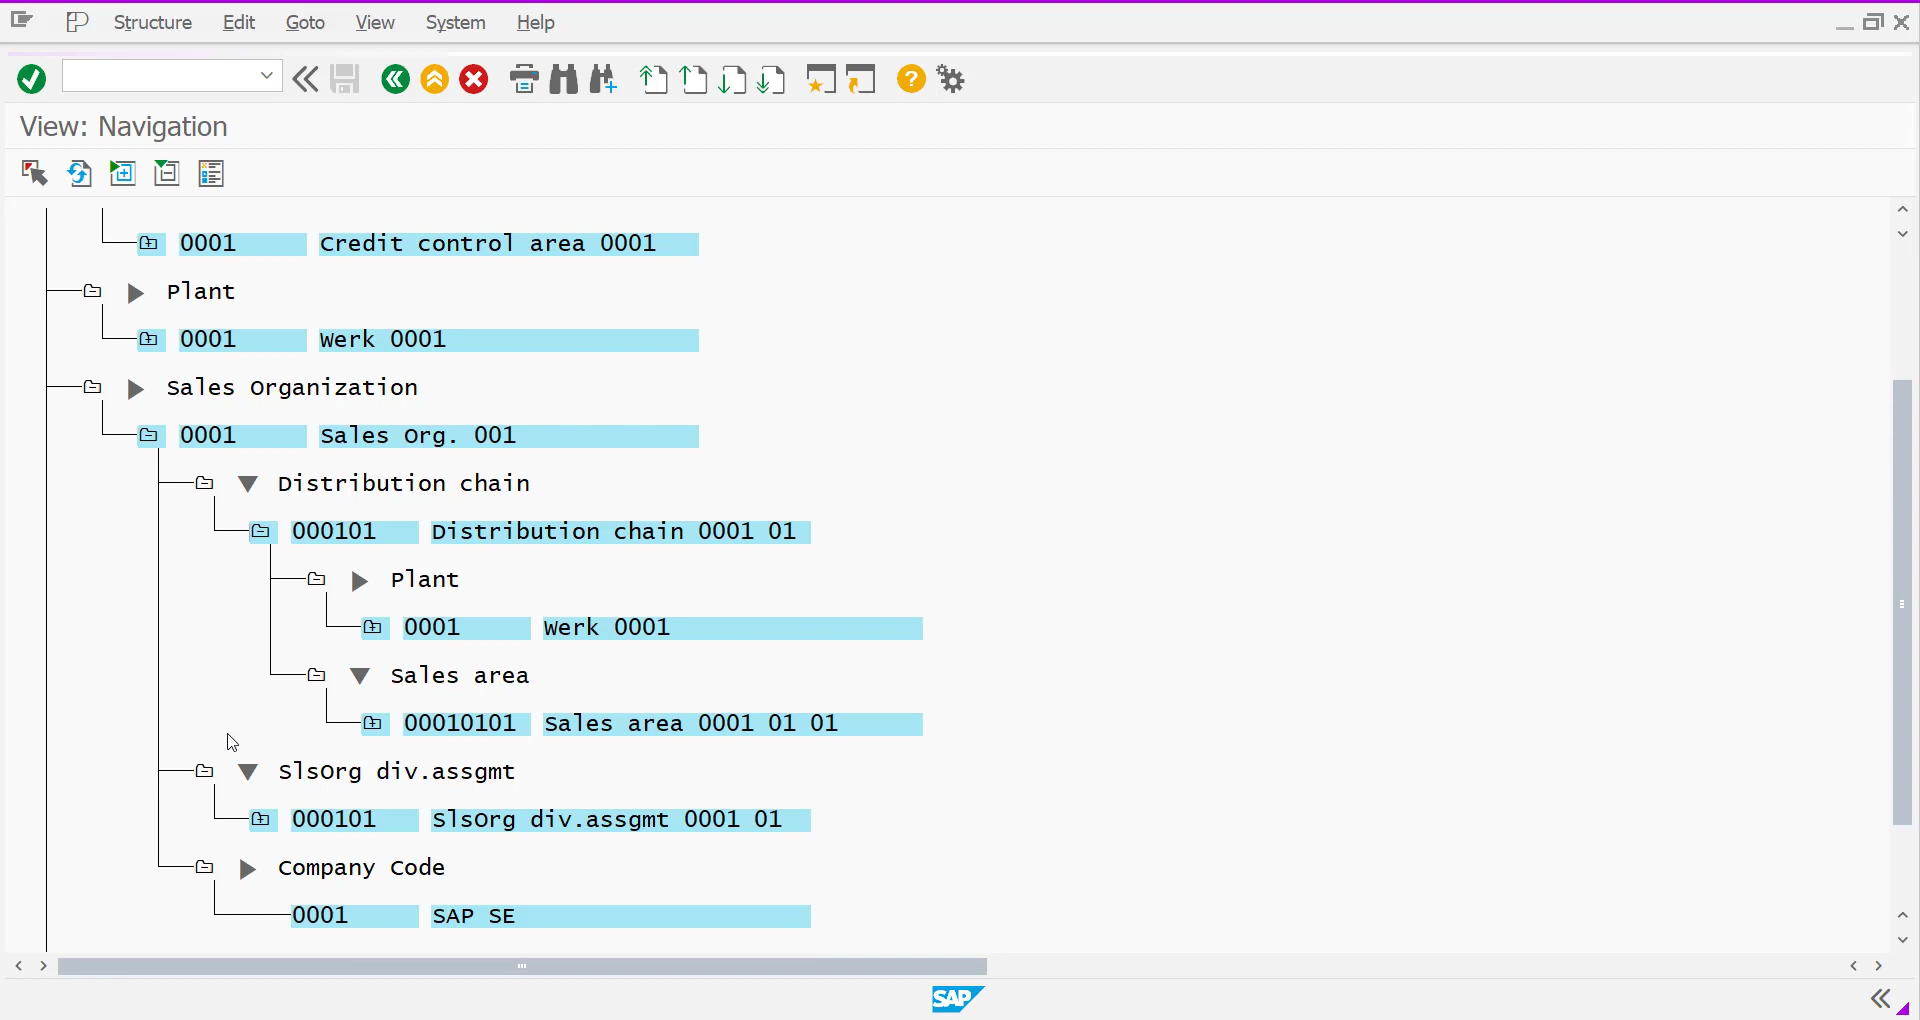 Structure Edit Goto View System Help
View: Navigation
0001 Credit control area 0001
Plant
0001 Werk 0001
Sales Organization
0001 Sales Org. 001
Distribution chain
000101 Distribution chain 0001 01
Plant
0001 Werk 0001
Sales area
00010101 Sales area 0001 01 01
SlsOrg div.assgmt
000101 SlsOrg div.assgmt 0001 01
Company Code
0001 SAP SE
SAP